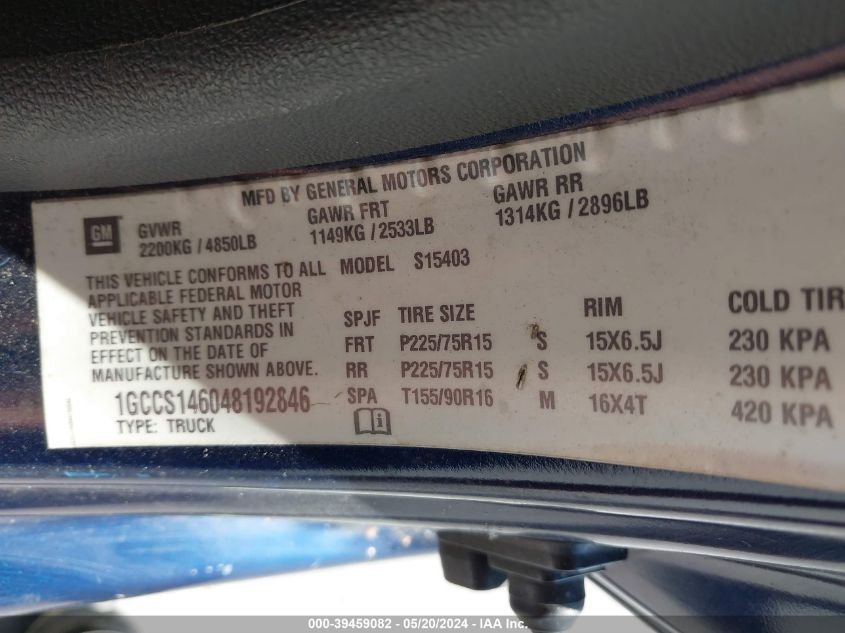 MFD BY GENERAL MOTORS CORPORATION
GM
GVWR GAWR FRT GAWR RR
2200KG / 4850LB 1149KG / 2533LB 1314KG / 2896LB
THIS VEHICLE CONFORMS TO ALL
APPLICABLE FEDERAL MOTOR
VEHICLE SAFETY AND THEFT
PREVENTION STANDARDS IN
EFFECT ON THE DATE OF
MANUFACTURE SHOWN ABOVE.
1GCCS146048192846
TYPE: TRUCK
MODEL S15403
SPJF TIRE SIZE RIM COLD TIR
FRT P225/75R15 S 15X6.5J 230 KPA
RR P225/75R15 S 15X6.5J 230 KPA
SPA T155/90R16 M 16X4T 420 KPA
000-39459082 - 05/20/2024 - IAA Inc.